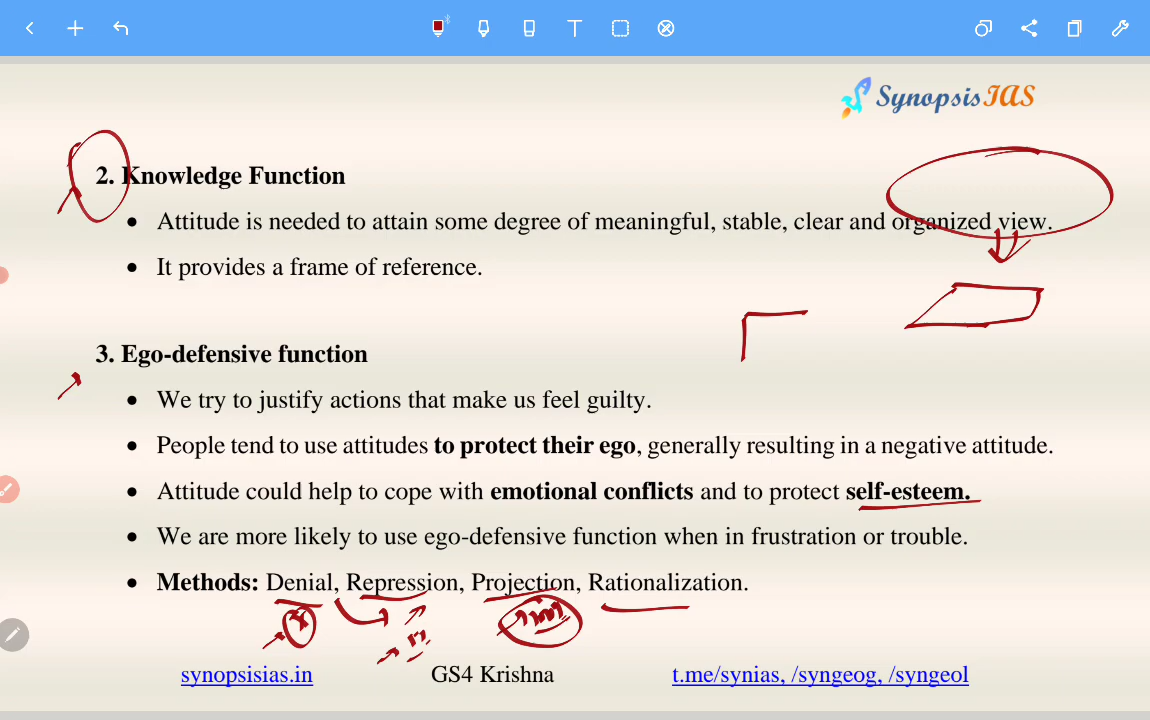 SynopsisIAS
2. Knowledge Function
• Attitude is needed to attain some degree of meaningful, stable, clear and organized view.
• It provides a frame of reference.
3. Ego-defensive function
• We try to justify actions that make us feel guilty.
• People tend to use attitudes to protect their ego, generally resulting in a negative attitude.
• Attitude could help to cope with emotional conflicts and to protect self-esteem.
• We are more likely to use ego-defensive function when in frustration or trouble.
• Methods: Denial, Repression, Projection, Rationalization.
synopsisias.in GS4 Krishna t.me/synias, /syngeog, /syngeol